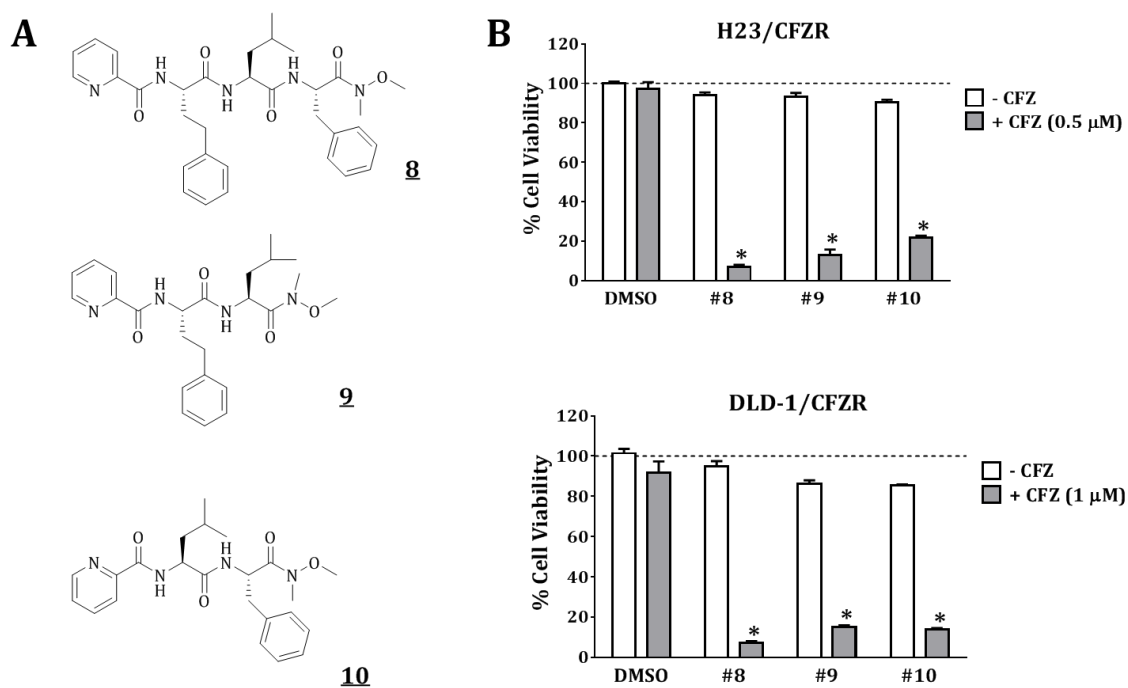 A
N
O
H
N
O
N
H
O
H
N
O
N
O
8
N
O
H
N
O
N
H
O
N
O
9
N
O
N
H
O
H
N
O
N
O
10
B
H23/CFZR
% Cell Viability
120
100
80
60
40
20
0
DMSO
#8
#9
#10
*
*
*
- CFZ
+ CFZ (0.5 μM)
DLD-1/CFZR
% Cell Viability
120
100
80
60
40
20
0
DMSO
#8
#9
#10
*
*
*
- CFZ
+ CFZ (1 μM)